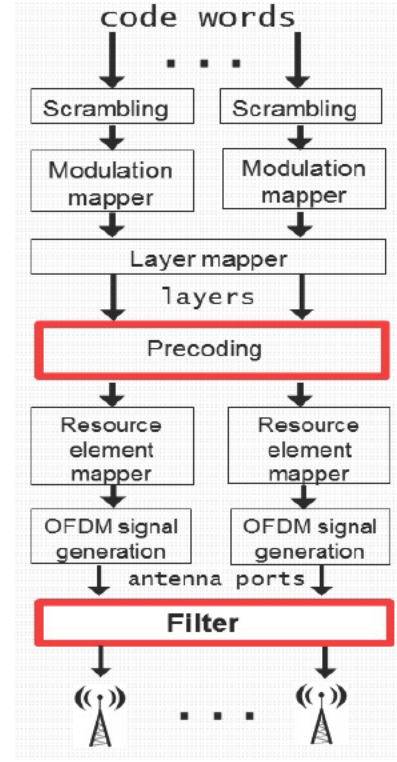 code words
Scrambling Scrambling
Modulation mapper Modulation mapper
Layer mapper
layers
Precoding
Resource element mapper Resource element mapper
OFDM signal generation OFDM signal generation
antenna ports
Filter